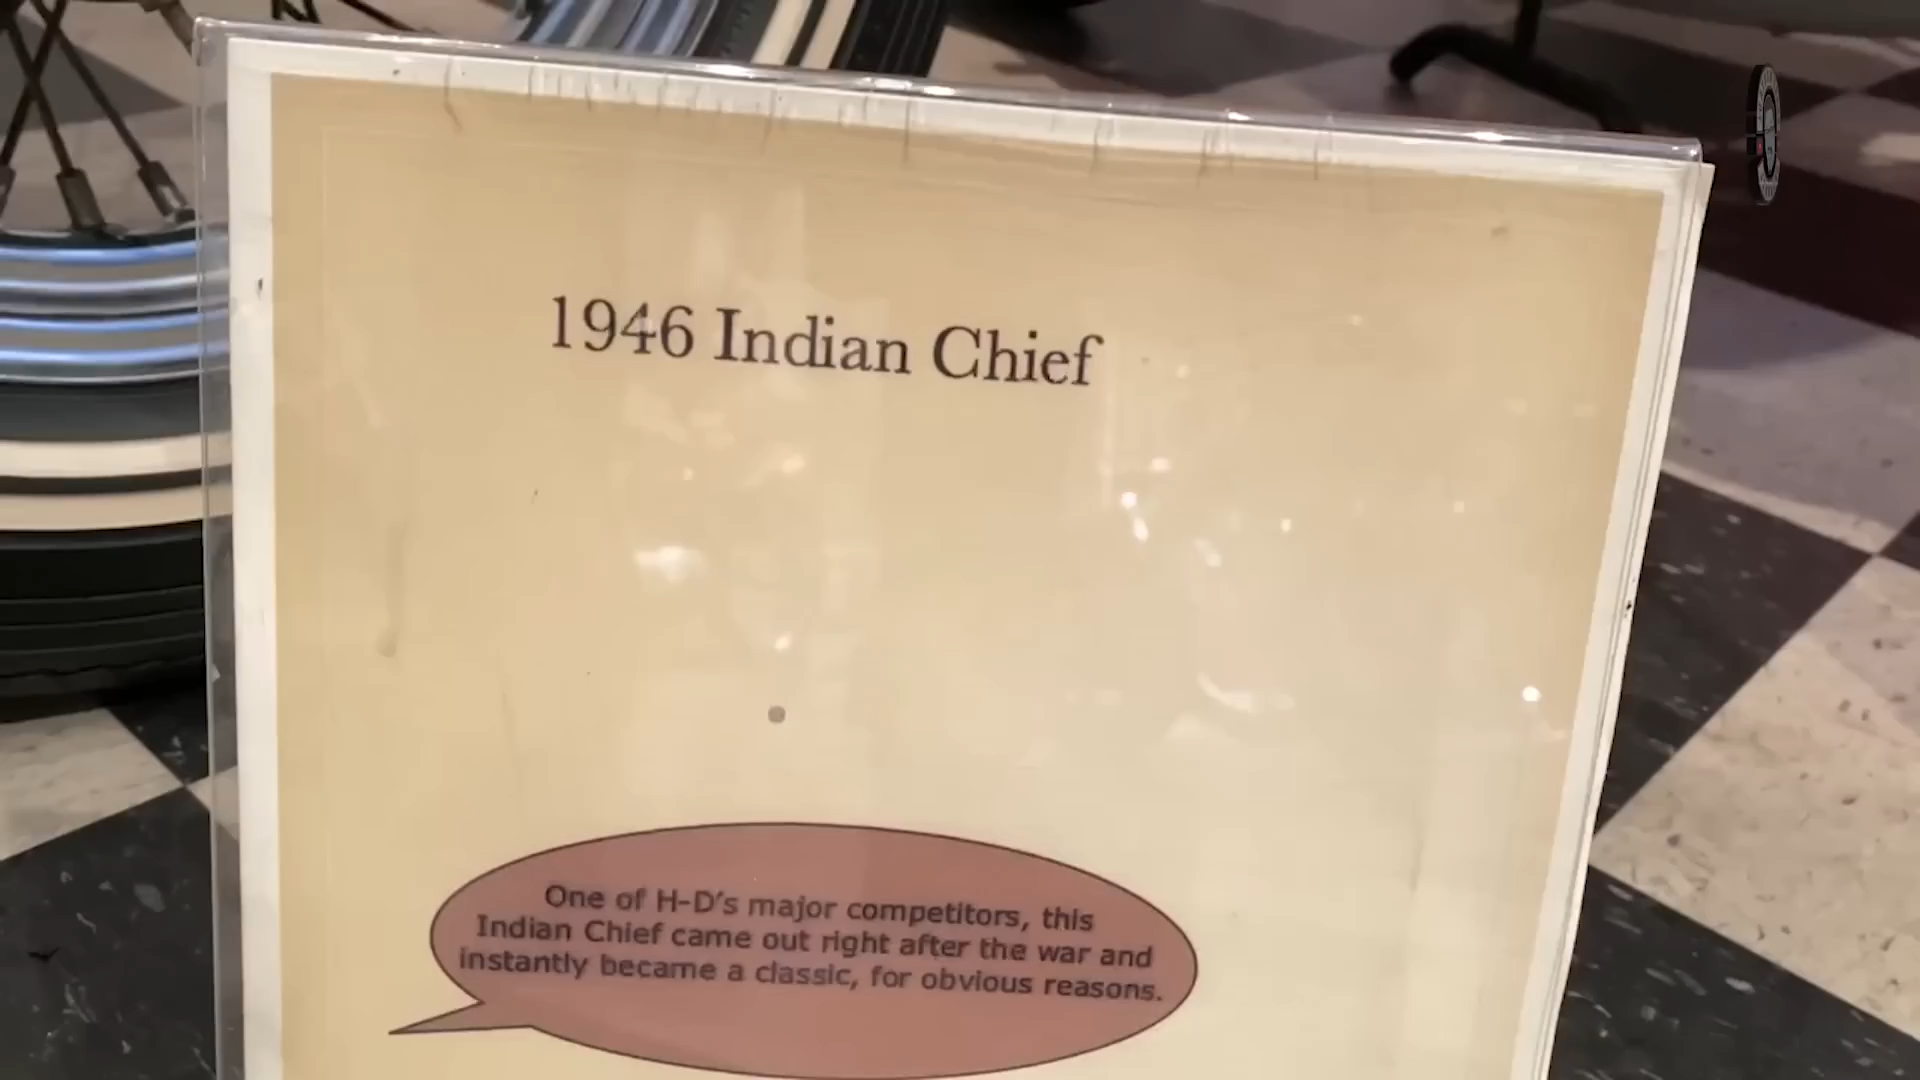 1946 Indian Chief
One of H-D's major competitors, this
Indian Chief came out right after the war and
instantly became a classic, for obvious reasons.